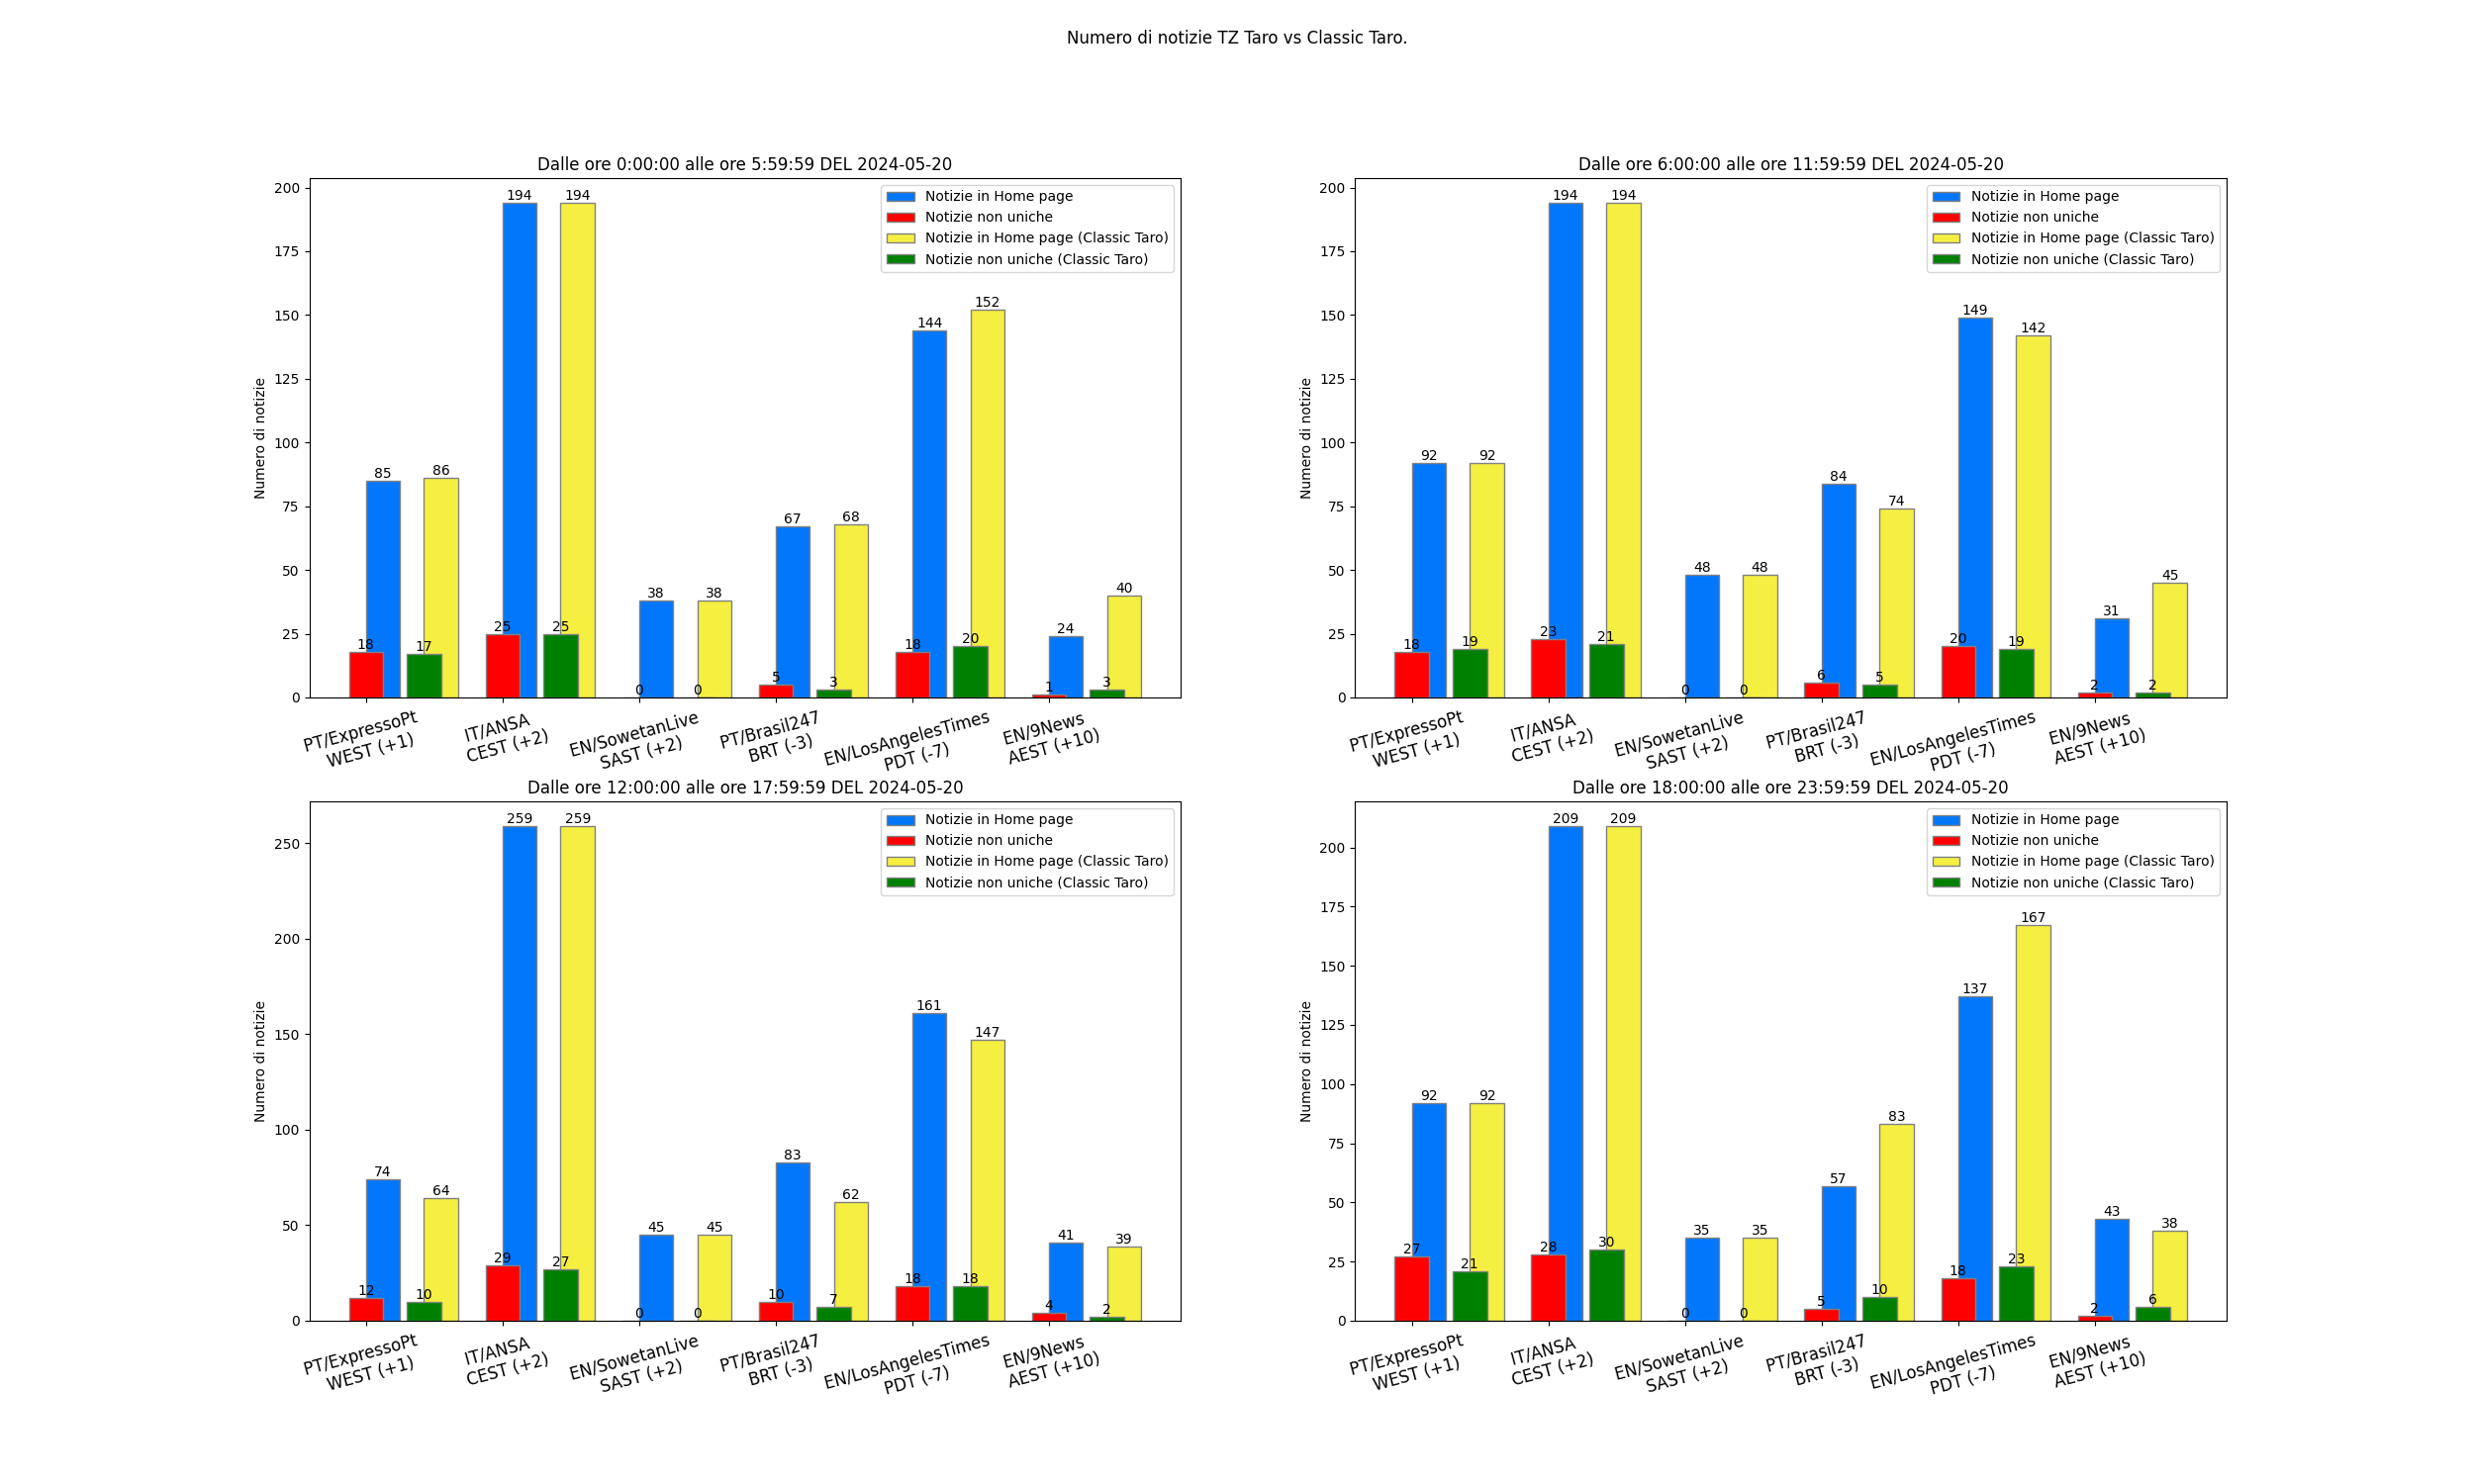 Numero di notizie TZ Taro vs Classic Taro.
Dalle ore 0:00:00 alle ore 5:59:59 DEL 2024-05-20
Numero di notizie
200
175
150
125
100
75
50
25
0
Notizie in Home page
Notizie non uniche
Notizie in Home page (Classic Taro)
Notizie non uniche (Classic Taro)
85 86 194 194 38 38 67 68 144 152 24 40
18 17 25 25 0 0 5 3 18 20 1 3
PT/ExpressoPt
WEST (+1)
IT/ANSA
CEST (+2)
EN/SowetanLive
SAST (+2)
PT/Brasil247
BRT (-3)
EN/LosAngelesTimes
PDT (-7)
EN/9News
AEST (+10)
Dalle ore 6:00:00 alle ore 11:59:59 DEL 2024-05-20
Numero di notizie
200
175
150
125
100
75
50
25
0
Notizie in Home page
Notizie non uniche
Notizie in Home page (Classic Taro)
Notizie non uniche (Classic Taro)
92 92 194 194 48 48 84 74 149 142 31 45
18 19 23 21 0 0 6 5 20 19 2 2
PT/ExpressoPt
WEST (+1)
IT/ANSA
CEST (+2)
EN/SowetanLive
SAST (+2)
PT/Brasil247
BRT (-3)
EN/LosAngelesTimes
PDT (-7)
EN/9News
AEST (+10)
Dalle ore 12:00:00 alle ore 17:59:59 DEL 2024-05-20
Numero di notizie
250
200
150
100
50
0
Notizie in Home page
Notizie non uniche
Notizie in Home page (Classic Taro)
Notizie non uniche (Classic Taro)
74 64 259 259 45 45 83 62 161 147 41 39
12 10 29 27 0 0 10 7 18 18 4 2
PT/ExpressoPt
WEST (+1)
IT/ANSA
CEST (+2)
EN/SowetanLive
SAST (+2)
PT/Brasil247
BRT (-3)
EN/LosAngelesTimes
PDT (-7)
EN/9News
AEST (+10)
Dalle ore 18:00:00 alle ore 23:59:59 DEL 2024-05-20
Numero di notizie
200
175
150
125
100
75
50
25
0
Notizie in Home page
Notizie non uniche
Notizie in Home page (Classic Taro)
Notizie non uniche (Classic Taro)
92 92 209 209 35 35 57 83 137 167 43 38
27 21 28 30 0 0 5 10 18 23 2 6
PT/ExpressoPt
WEST (+1)
IT/ANSA
CEST (+2)
EN/SowetanLive
SAST (+2)
PT/Brasil247
BRT (-3)
EN/LosAngelesTimes
PDT (-7)
EN/9News
AEST (+10)